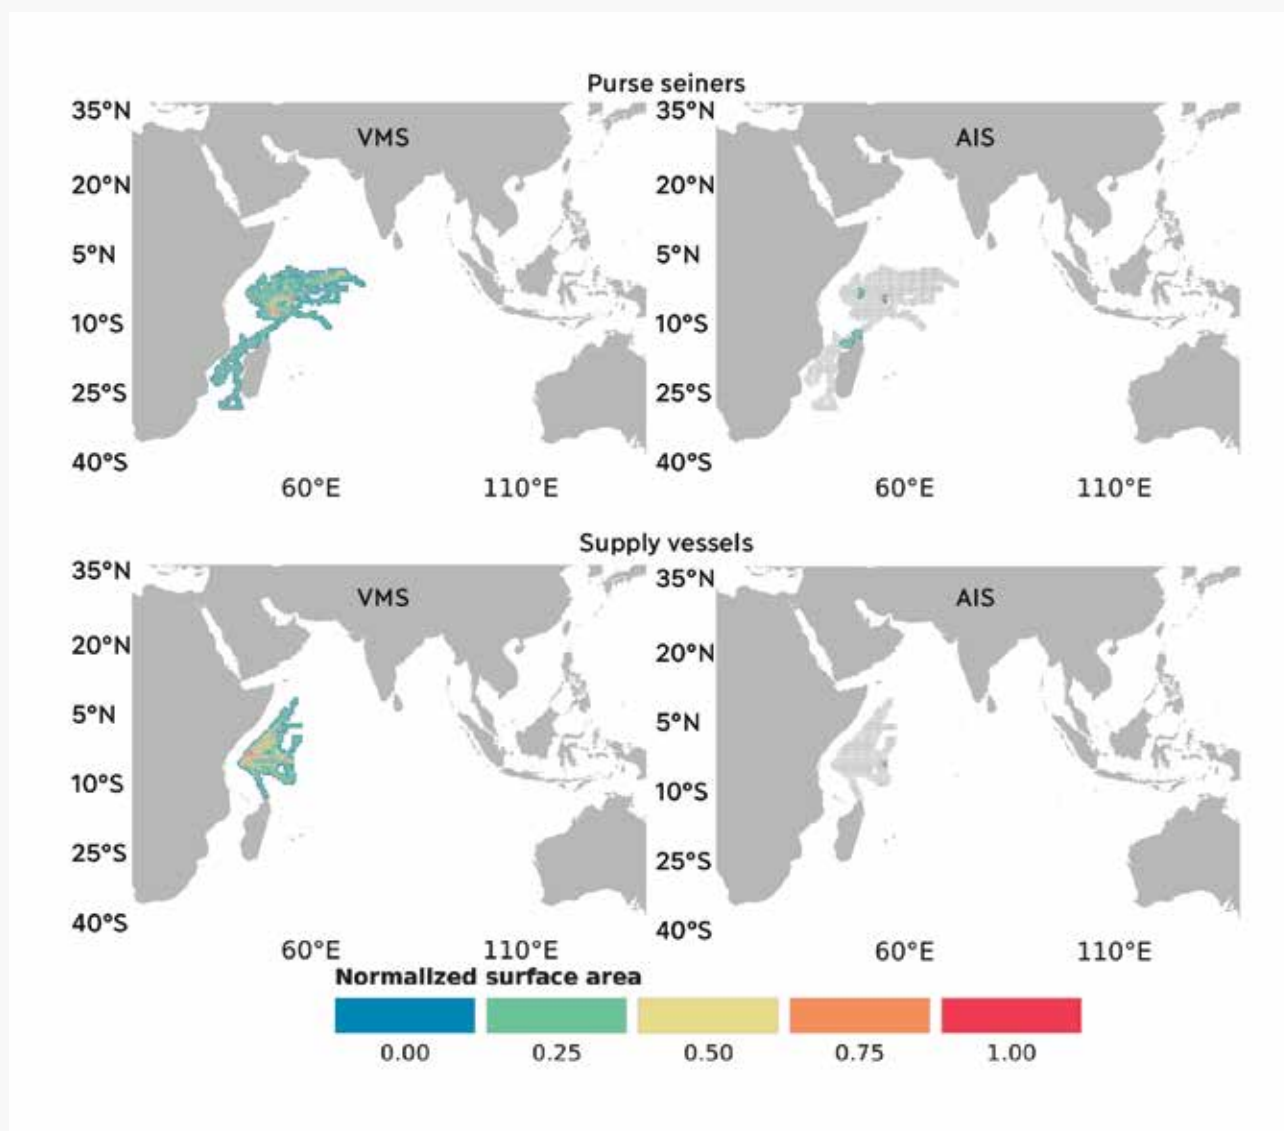 Purse seiners
35°N 35°N
VMS AIS
20°N 20°N
5°N 5°N
10°S 10°S
25°S 25°S
40°S 40°S
60°E 110°E 60°E 110°E
Supply vessels
35°N 35°N
VMS AIS
20°N 20°N
5°N 5°N
10°S 10°S
25°S 25°S
40°S 40°S
60°E 110°E 60°E 110°E
Normalized surface area
0.00 0.25 0.50 0.75 1.00